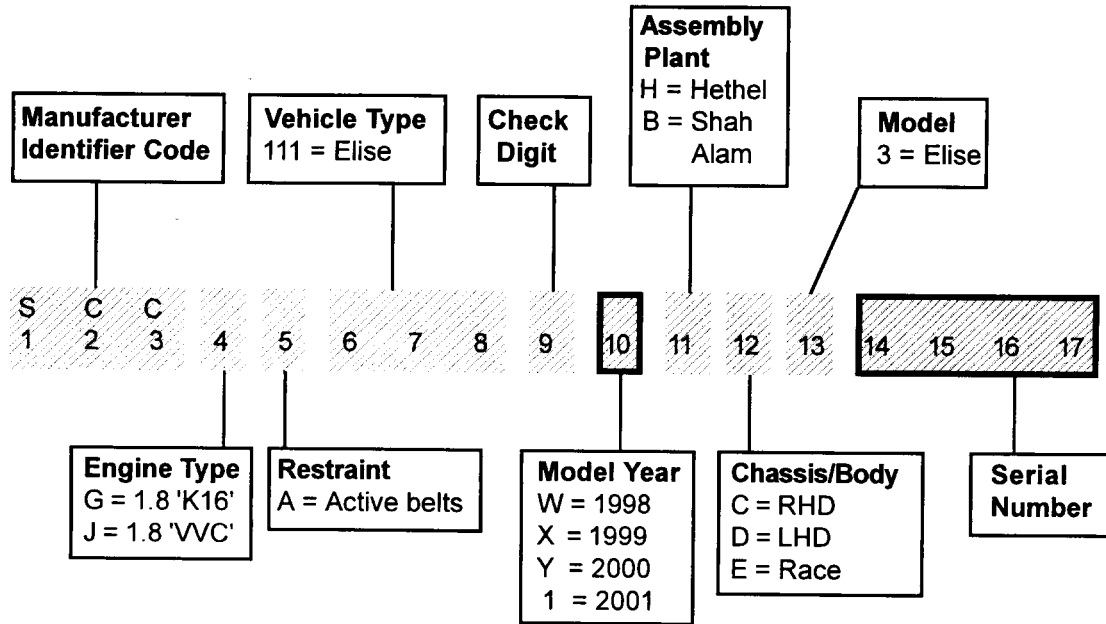 Assembly
Plant
H = Hethel
B = Shah
Alam
Manufacturer
Identifier Code
Vehicle Type
111 = Elise
Check
Digit
Model
3 = Elise
S C C
1 2 3 4 5 6 7 8 9 10 11 12 13 14 15 16 17
Engine Type
G = 1.8 'K16'
J = 1.8 'VVC'
Restraint
A = Active belts
Model Year
W = 1998
X = 1999
Y = 2000
1 = 2001
Chassis/Body
C = RHD
D = LHD
E = Race
Serial
Number